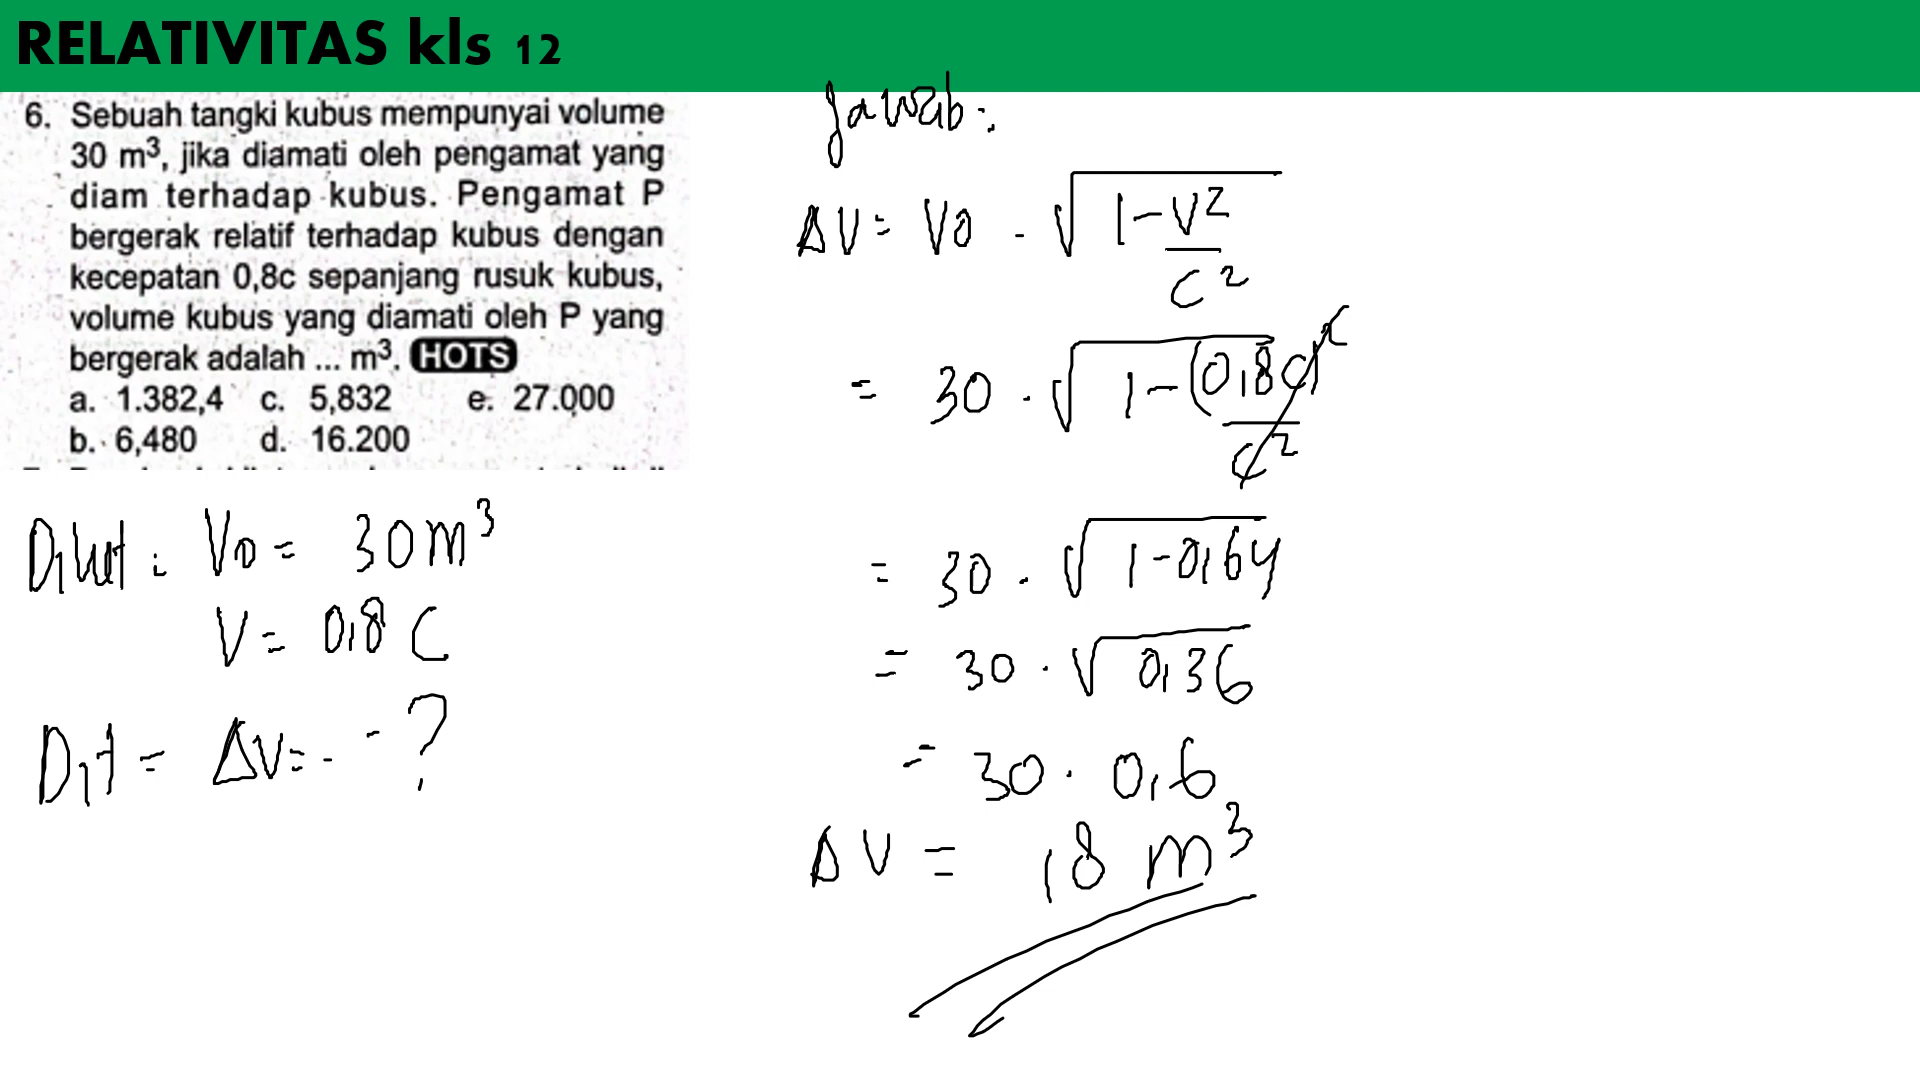 RELATIVITAS kls 12
6. Sebuah tangki kubus mempunyai volume
30 m³, jika diamati oleh pengamat yang
diam terhadap kubus. Pengamat P
bergerak relatif terhadap kubus dengan
kecepatan 0,8c sepanjang rusuk kubus,
volume kubus yang diamati oleh P yang
bergerak adalah ... m³. HOTS
a. 1.382,4 c. 5,832 e. 27.000
b. 6,480 d. 16.200
Diket : V0 = 30 m³
V = 0,8 C
Dit = ΔV = - - ?
Jawab :
ΔV = V0 . √1 - V²/C²
= 30 . √1 - (0,8c)²/c²
= 30 . √1 - 0,64
= 30 . √0,36
= 30 . 0,6
ΔV = 18 m³